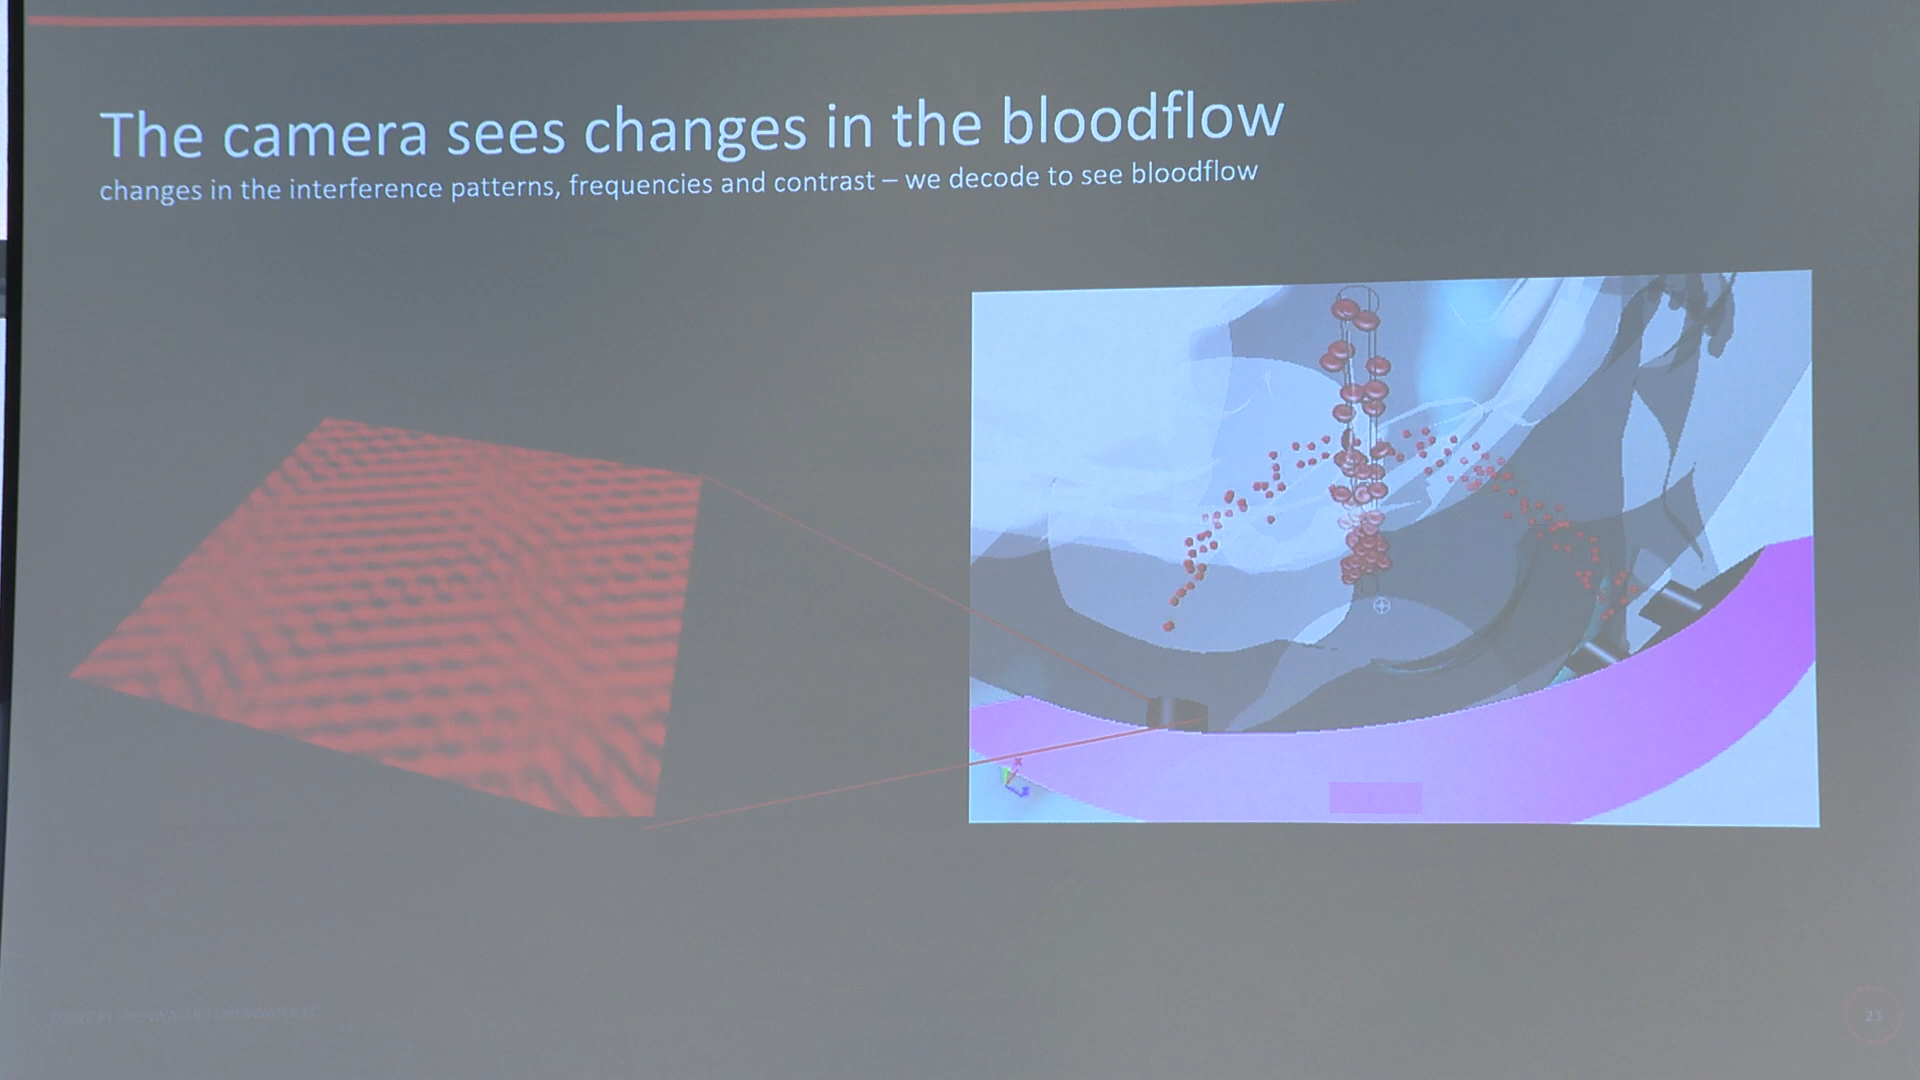 The camera sees changes in the bloodflow
changes in the interference patterns, frequencies and contrast – we decode to see bloodflow
23